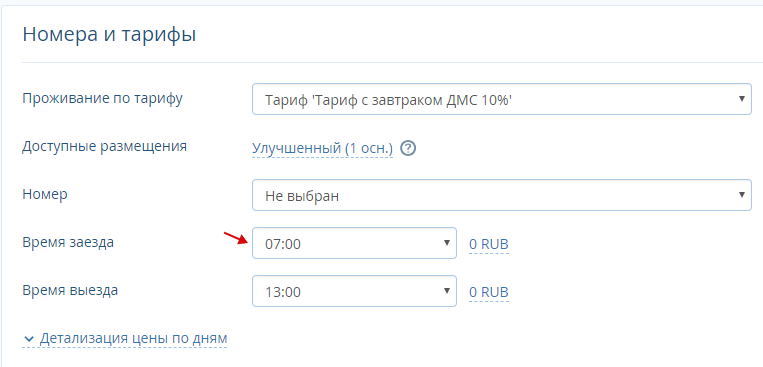 Номера и тарифы
Проживание по тарифу Тариф 'Тариф с завтраком ДМС 10%'
Доступные размещения Улучшенный (1 осн.) ?
Номер Не выбран
Время заезда 07:00 0 RUB
Время выезда 13:00 0 RUB
Детализация цены по дням